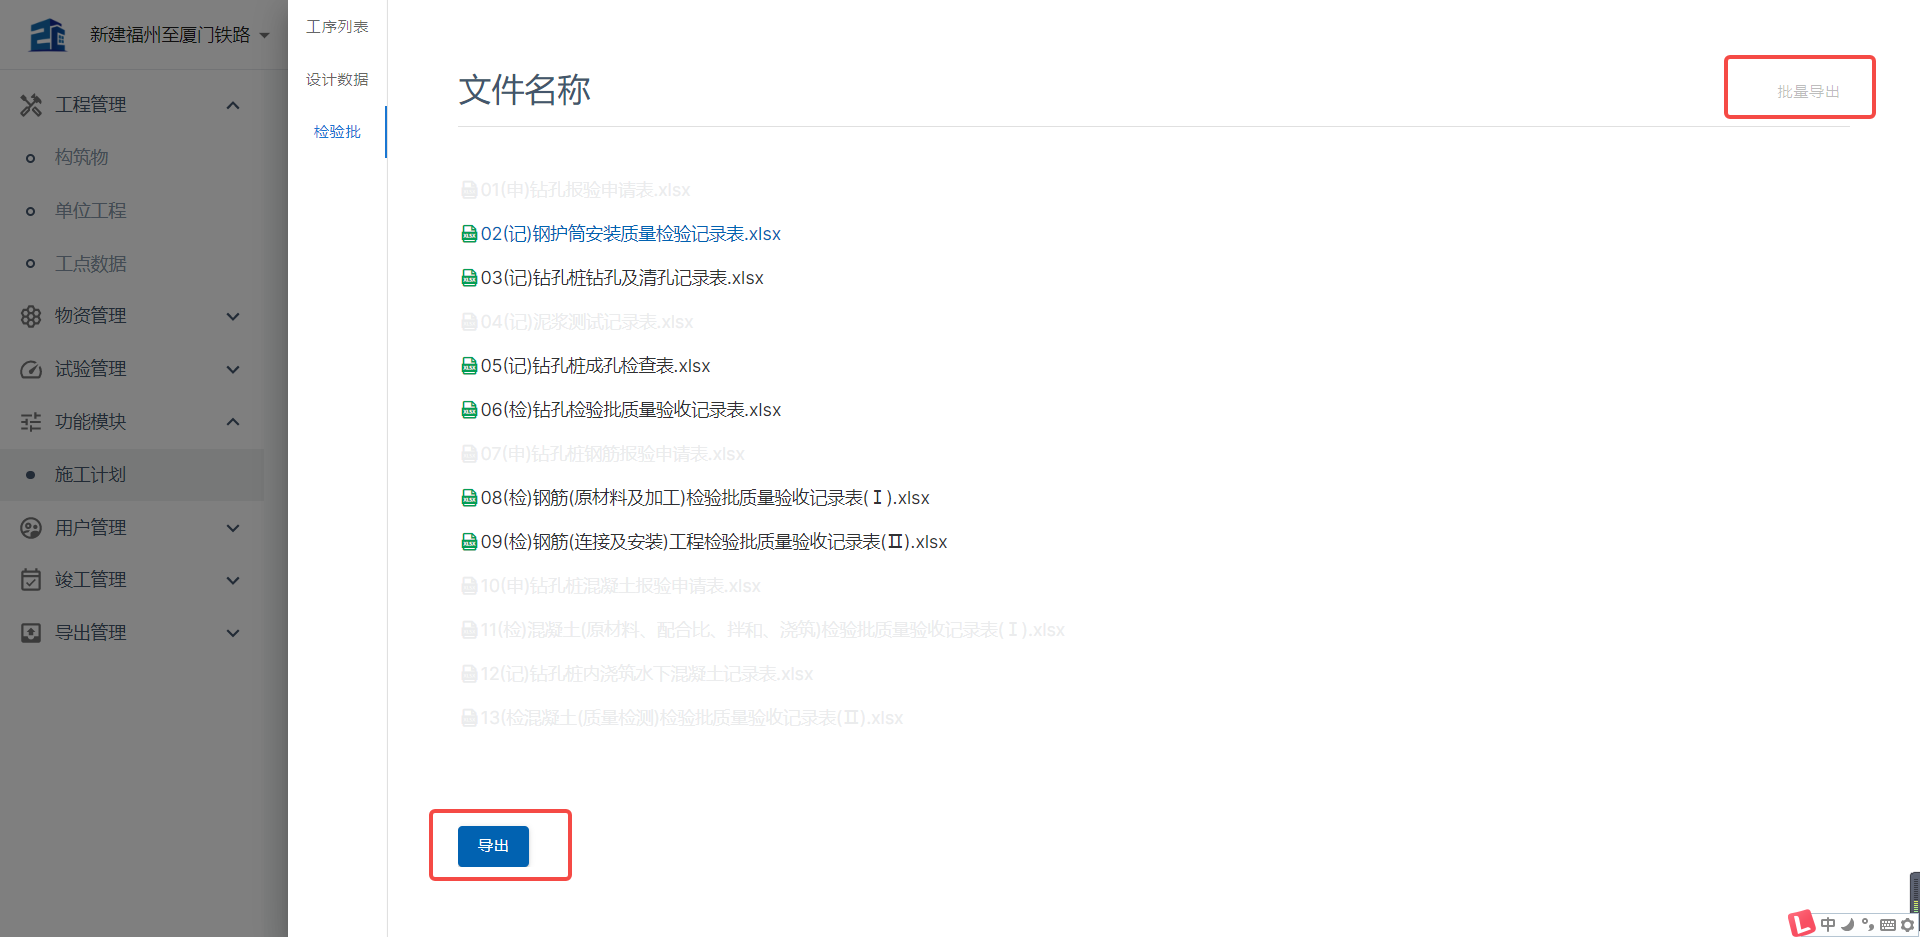 新建福州至厦门铁路
工程管理
构筑物
单位工程
工点数据
物资管理
试验管理
功能模块
施工计划
用户管理
竣工管理
导出管理
工序列表
设计数据
检验批
文件名称
批量导出
01(申)钻孔报验申请表.xlsx
02(记)钢护筒安装质量检验记录表.xlsx
03(记)钻孔桩钻孔及清孔记录表.xlsx
04(记)泥浆测试记录表.xlsx
05(记)钻孔桩成孔检查表.xlsx
06(检)钻孔检验批质量验收记录表.xlsx
07(申)钻孔桩钢筋报验申请表.xlsx
08(检)钢筋(原材料及加工)检验批质量验收记录表(Ⅰ).xlsx
09(检)钢筋(连接及安装)工程检验批质量验收记录表(Ⅱ).xlsx
10(申)钻孔桩混凝土报验申请表.xlsx
11(检)混凝土(原材料、配合比、拌和、浇筑)检验批质量验收记录表(Ⅰ).xlsx
12(记)钻孔桩内浇筑水下混凝土记录表.xlsx
13(检混凝土(质量检测)检验批质量验收记录表(Ⅱ).xlsx
导出
中